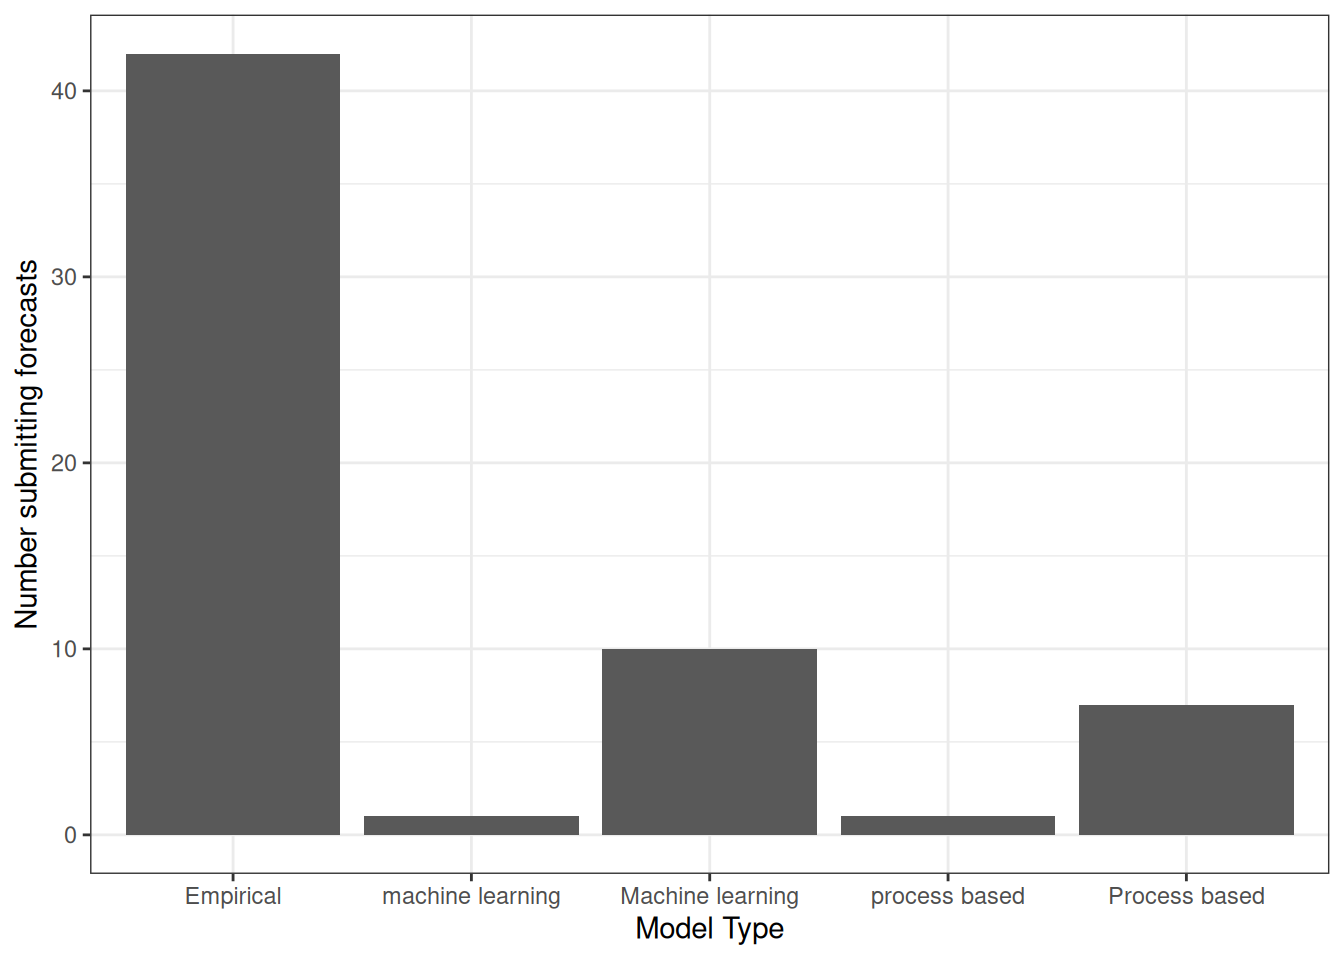 Number submitting forecasts
40
30
20
10
0
Empirical
machine learning
Machine learning
process based
Process based
Model Type